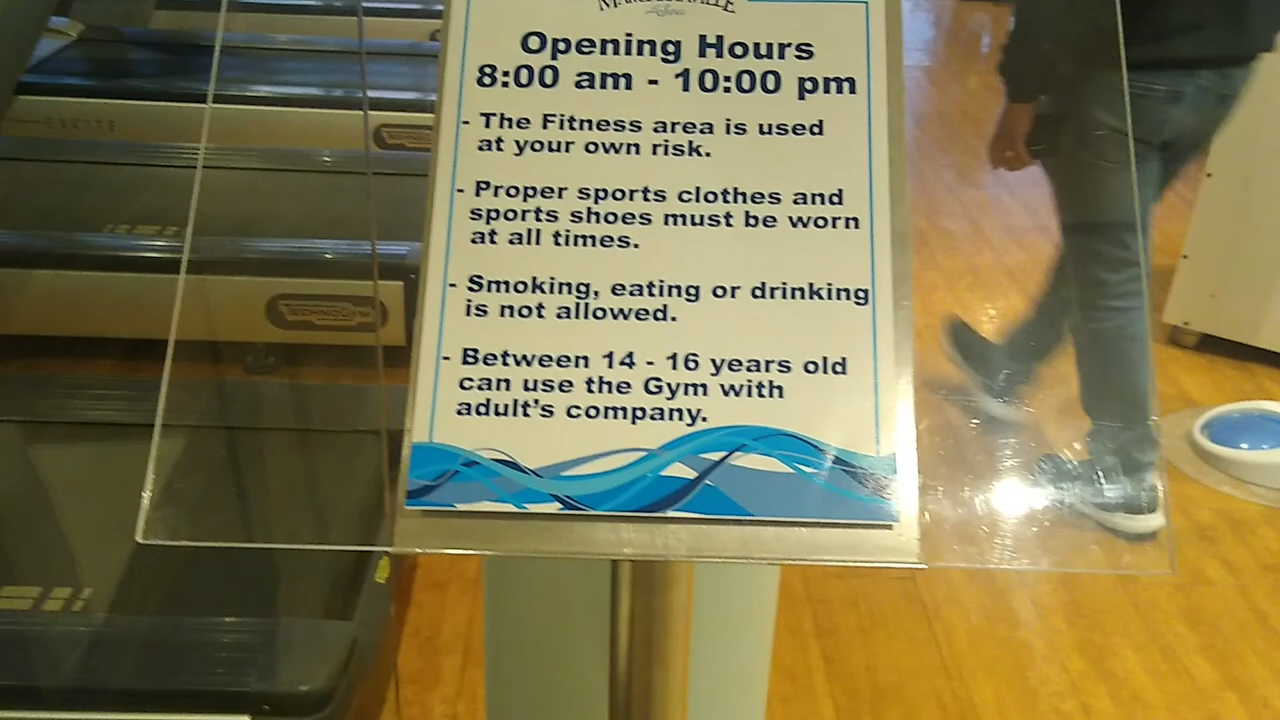 Opening Hours
8:00 am - 10:00 pm
- The Fitness area is used
at your own risk.
- Proper sports clothes and
sports shoes must be worn
at all times.
- Smoking, eating or drinking
is not allowed.
- Between 14 - 16 years old
can use the Gym with
adult's company.
EXCITE
TECHNOGYM